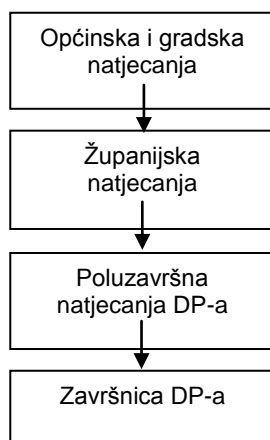 Općinska i gradska
natjecanja
Županijska
natjecanja
Poluzavršna
natjecanja DP-a
Završnica DP-a